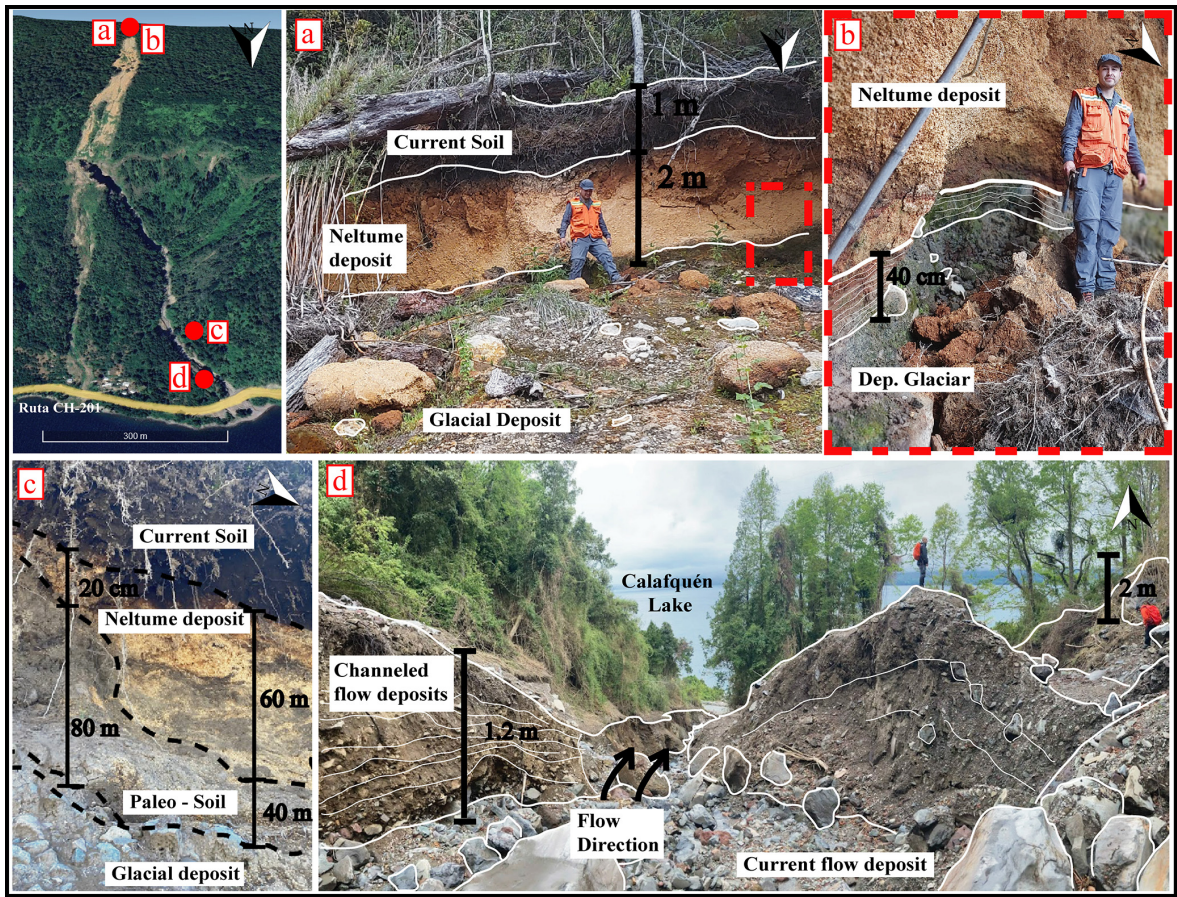 N
a
b
c
d
Ruta CH-201
300 m
a
N
1 m
Current Soil
2 m
Neltume
deposit
Glacial Deposit
b
N
Neltume deposit
40 cm
Dep. Glaciar
c
N
Current Soil
20 cm
Neltume deposit
60 m
80 m
Paleo - Soil
40 m
Glacial deposit
d
N
Calafquén
Lake
2 m
Channeled
flow deposits
1.2 m
Flow
Direction
Current flow deposit